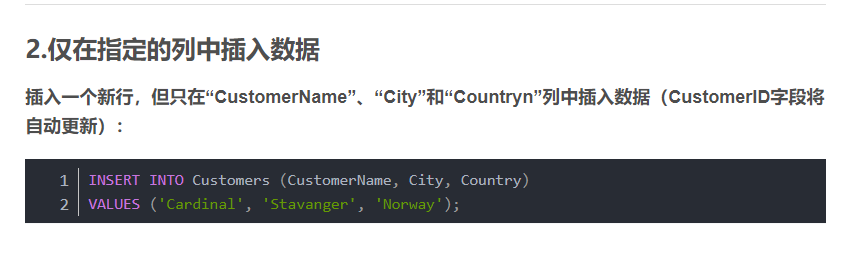 2.仅在指定的列中插入数据
插入一个新行，但只在“CustomerName”、“City”和“Countryn”列中插入数据（CustomerID字段将
自动更新）：
1 INSERT INTO Customers (CustomerName, City, Country)
2 VALUES ('Cardinal', 'Stavanger', 'Norway');